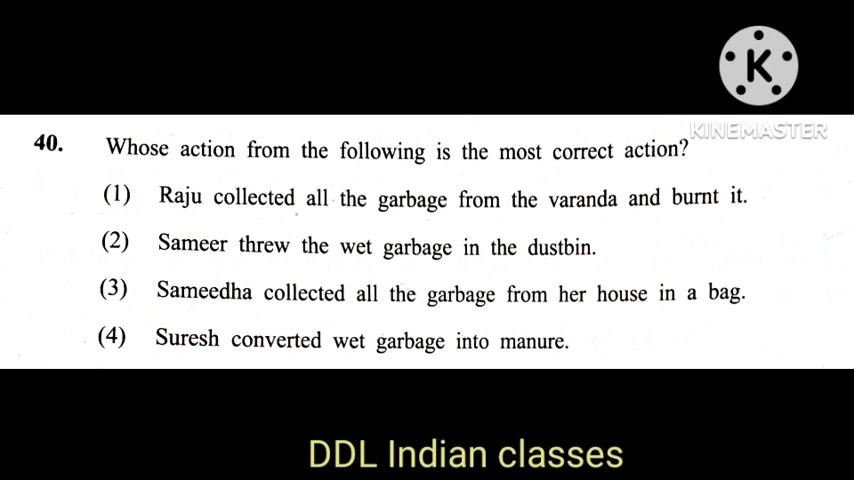 K
KINEMASTER
40. Whose action from the following is the most correct action?
(1) Raju collected all the garbage from the varanda and burnt it.
(2) Sameer threw the wet garbage in the dustbin.
(3) Sameedha collected all the garbage from her house in a bag.
(4) Suresh converted wet garbage into manure.
DDL Indian classes